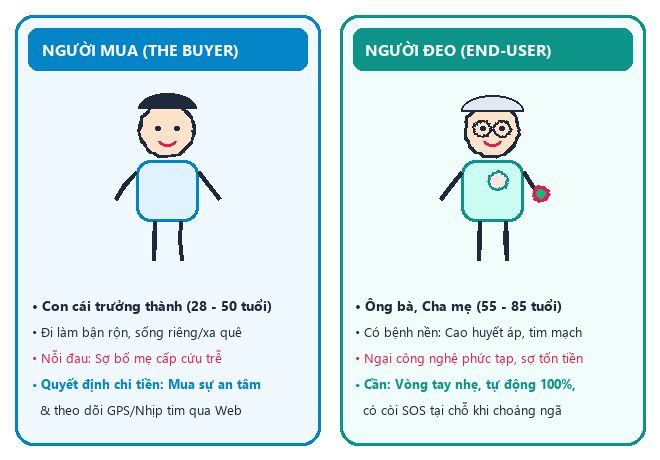 NGƯỜI MUA (THE BUYER)
• Con cái trưởng thành (28 - 50 tuổi)
• Đi làm bận rộn, sống riêng/xa quê
• Nỗi đau: Sợ bố mẹ cấp cứu trễ
• Quyết định chi tiền: Mua sự an tâm
& theo dõi GPS/Nhịp tim qua Web
NGƯỜI ĐEO (END-USER)
• Ông bà, Cha mẹ (55 - 85 tuổi)
• Có bệnh nền: Cao huyết áp, tim mạch
• Ngại công nghệ phức tạp, sợ tốn tiền
• Cần: Vòng tay nhẹ, tự động 100%,
có còi SOS tại chỗ khi choáng ngã